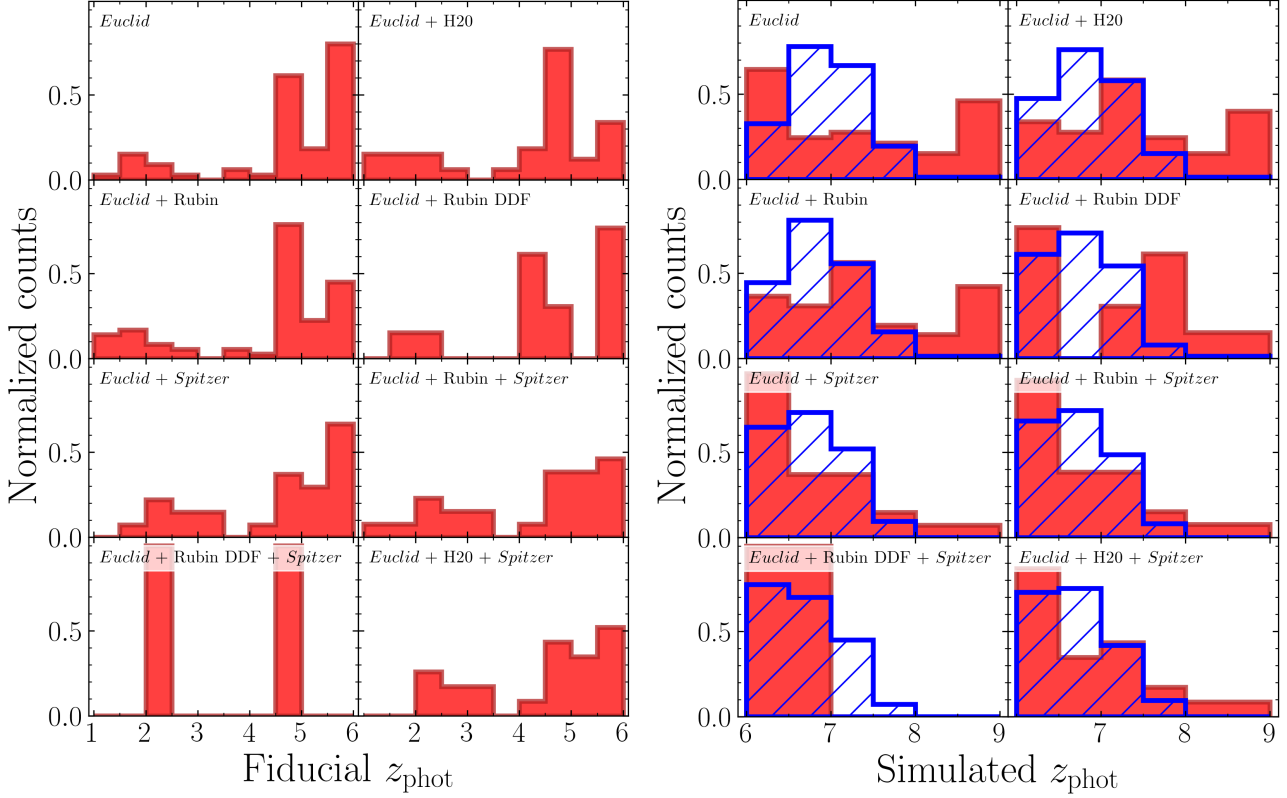 Euclid
Euclid + H20
0.5
0.0
Euclid + Rubin
Euclid + Rubin DDF
0.5
0.0
Euclid + Spitzer
Euclid + Rubin + Spitzer
0.5
0.0
Euclid + Rubin DDF + Spitzer
Euclid + H20 + Spitzer
0.5
0.0
1 2 3 4 5 6
2 3 4 5 6
Normalized counts
Fiducial z_phot
Euclid
Euclid + H20
0.5
0.0
Euclid + Rubin
Euclid + Rubin DDF
0.5
0.0
Euclid + Spitzer
Euclid + Rubin + Spitzer
0.5
0.0
Euclid + Rubin DDF + Spitzer
Euclid + H20 + Spitzer
0.5
0.0
6 7 8 9
7 8 9
Normalized counts
Simulated z_phot